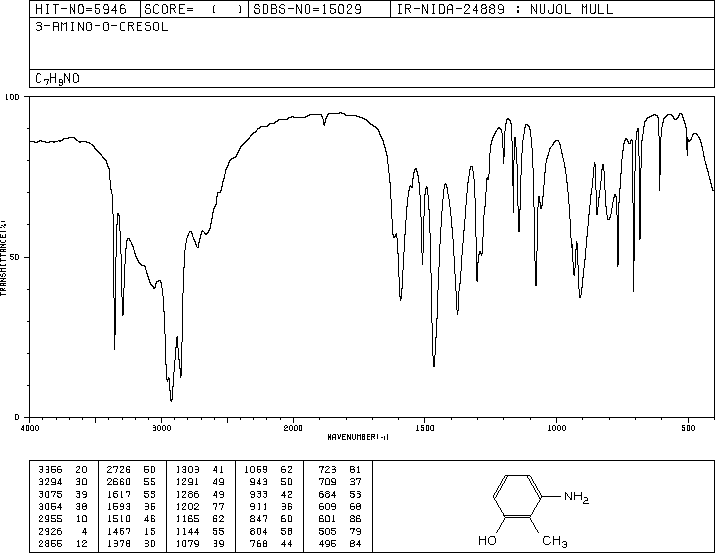 HIT-NO=5946 SCORE= ( ) SDBS-NO=15029 IR-NIDA-24889 : NUJOL MULL
3-AMINO-O-CRESOL
C7H9NO
100
50
0
TRANSMITTANCE(%)
4000 3000 2000 1500 1000 500
WAVENUMBER(-1)
3366 20 2726 50 1303 41 1069 62 723 81
3294 30 2660 55 1291 49 943 50 709 37
3075 39 1617 55 1286 49 933 42 684 53
3064 38 1593 36 1202 77 911 36 609 68
2955 10 1510 46 1165 62 847 60 601 86
2926 4 1467 15 1144 55 804 58 505 79
2866 12 1378 30 1079 39 768 44 496 84
NH2
HO CH3